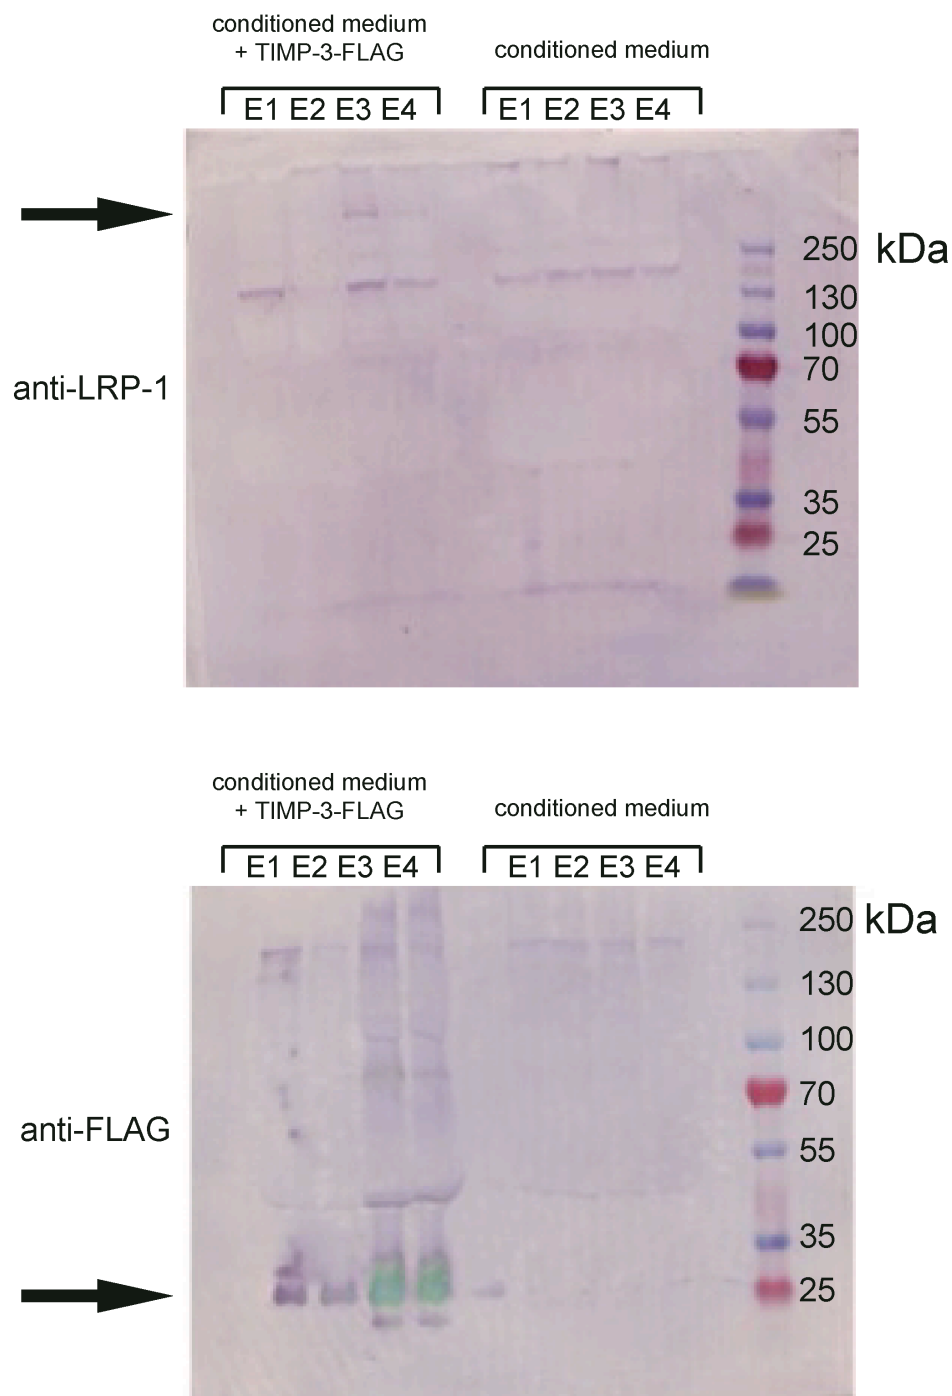 conditioned medium
+ TIMP-3-FLAG
conditioned medium
E1 E2 E3 E4
E1 E2 E3 E4
250 kDa
130
100
70
55
35
25
anti-LRP-1
conditioned medium
+ TIMP-3-FLAG
conditioned medium
E1 E2 E3 E4
E1 E2 E3 E4
250 kDa
130
100
70
55
35
25
anti-FLAG